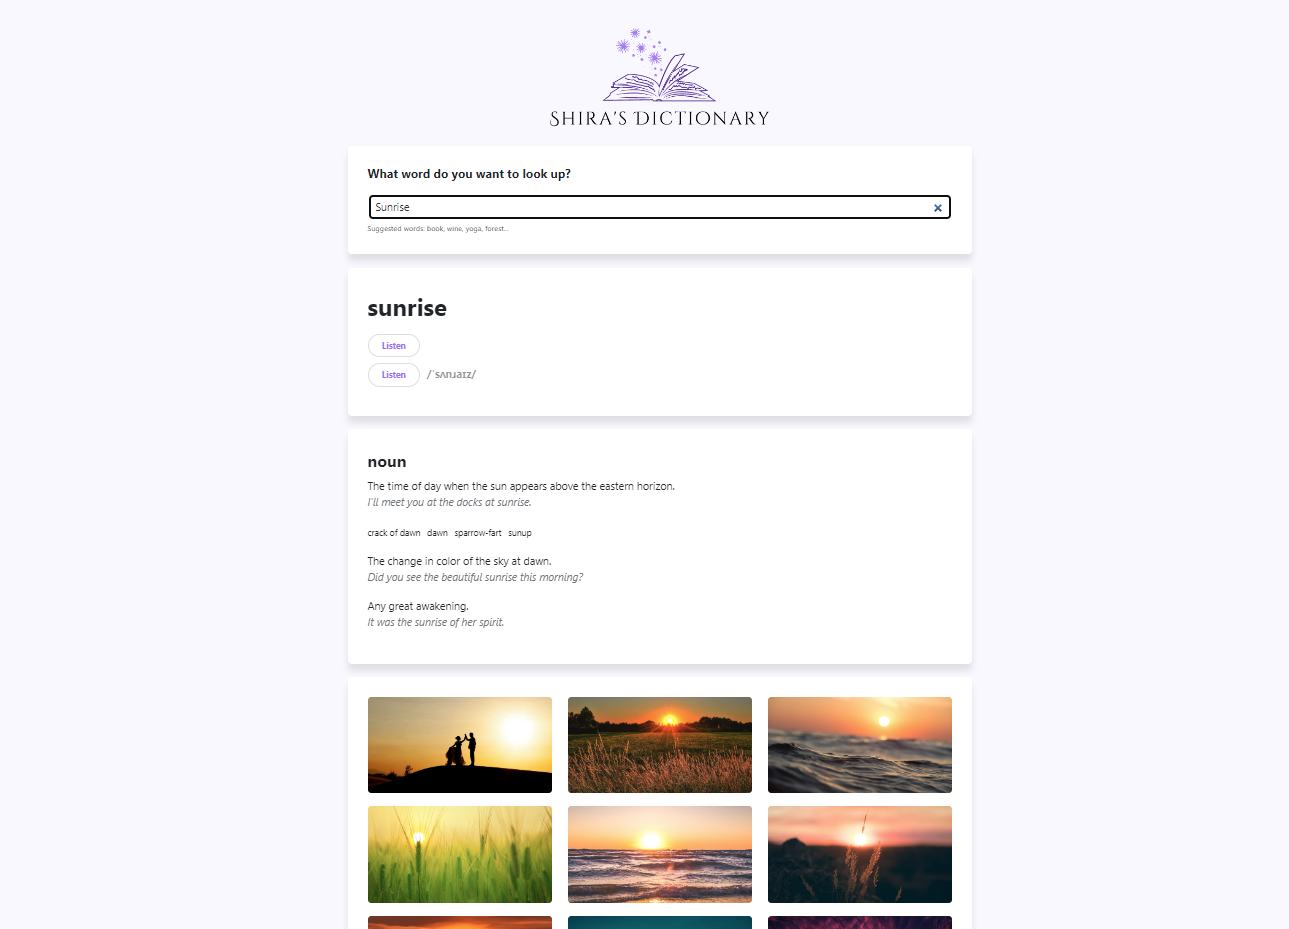 SHIRA'S DICTIONARY
What word do you want to look up?
Sunrise
Suggested words: book, wine, yoga, forest...
sunrise
Listen
Listen /ˈsʌnɹaɪz/
noun
The time of day when the sun appears above the eastern horizon.
I'll meet you at the docks at sunrise.
crack of dawn dawn sparrow-fart sunup
The change in color of the sky at dawn.
Did you see the beautiful sunrise this morning?
Any great awakening.
It was the sunrise of her spirit.